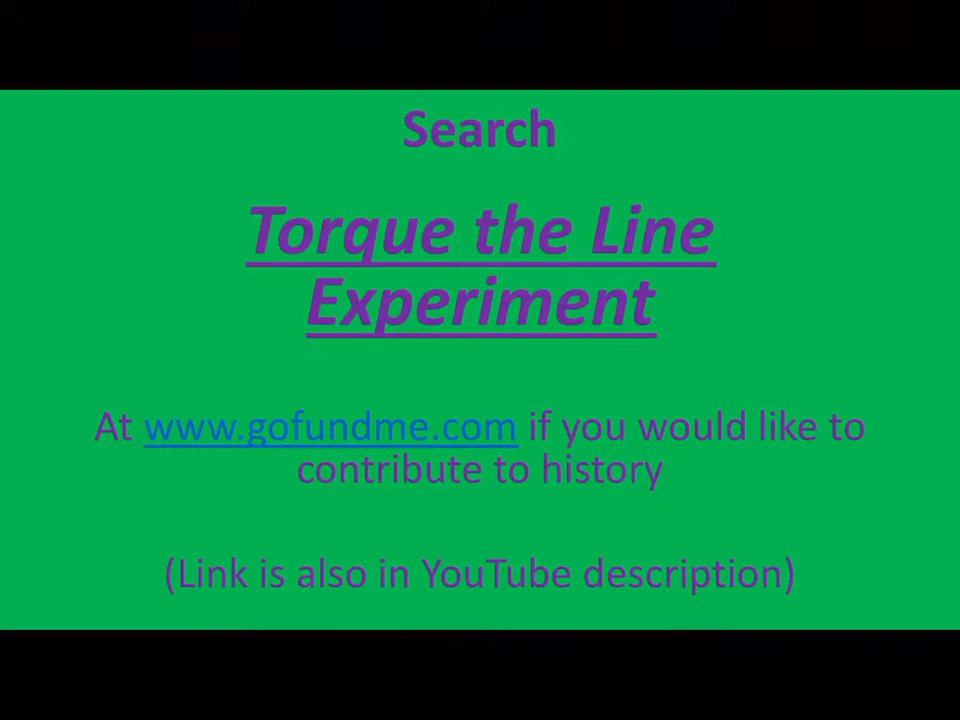 Search
Torque the Line
Experiment
At www.gofundme.com if you would like to
contribute to history
(Link is also in YouTube description)